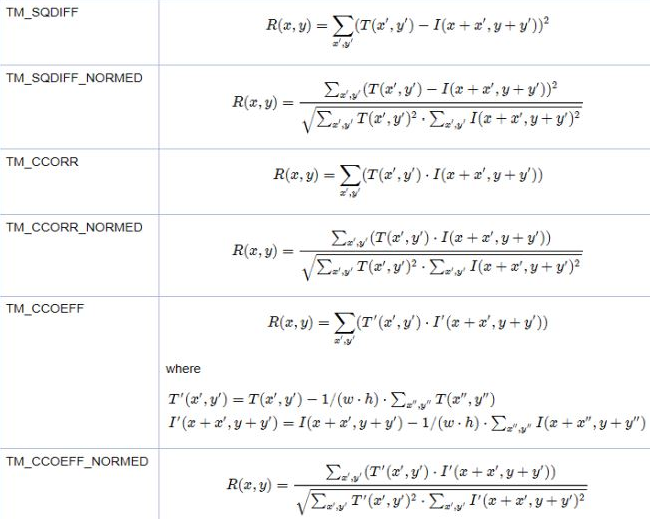 TM_SQDIFF
R(x, y) = ∑x′,y′ (T(x′, y′) − I(x + x′, y + y′))²
TM_SQDIFF_NORMED
R(x, y) = ∑x′,y′ (T(x′, y′) − I(x + x′, y + y′))² / √(∑x′,y′ T(x′, y′)² · ∑x′,y′ I(x + x′, y + y′)²)
TM_CCORR
R(x, y) = ∑x′,y′ (T(x′, y′) · I(x + x′, y + y′))
TM_CCORR_NORMED
R(x, y) = ∑x′,y′ (T(x′, y′) · I(x + x′, y + y′)) / √(∑x′,y′ T(x′, y′)² · ∑x′,y′ I(x + x′, y + y′)²)
TM_CCOEFF
R(x, y) = ∑x′,y′ (T′(x′, y′) · I′(x + x′, y + y′))
where
T′(x′, y′) = T(x′, y′) − 1/(w · h) · ∑x″,y″ T(x″, y″)
I′(x + x′, y + y′) = I(x + x′, y + y′) − 1/(w · h) · ∑x″,y″ I(x + x″, y + y″)
TM_CCOEFF_NORMED
R(x, y) = ∑x′,y′ (T′(x′, y′) · I′(x + x′, y + y′)) / √(∑x′,y′ T′(x′, y′)² · ∑x′,y′ I′(x + x′, y + y′)²)